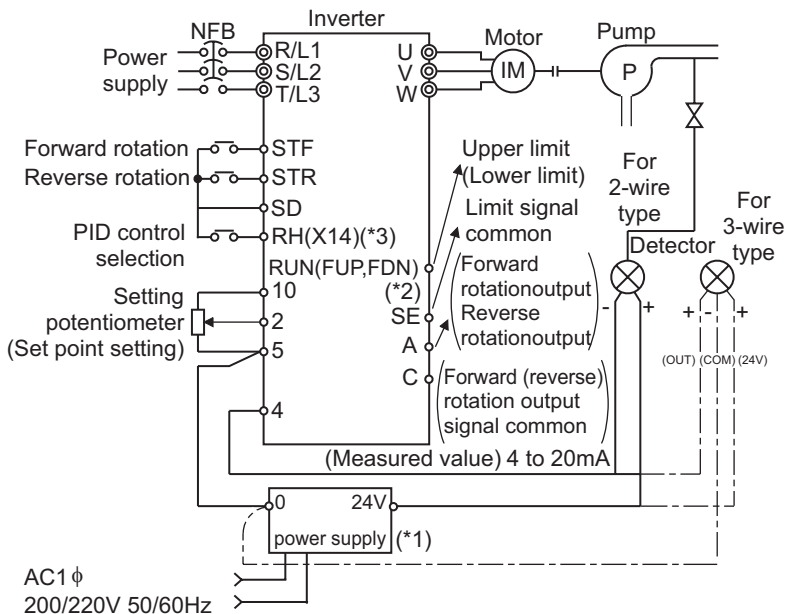 Inverter
NFB
Motor
Pump
Power
supply
R/L1
S/L2
T/L3
U
V
W
IM
P
Forward rotation
STF
Reverse rotation
STR
SD
PID control
selection
RH(X14)(*3)
RUN(FUP,FDN)
(*2)
Upper limit
(Lower limit)
Limit signal
common
For
2-wire
type
For
3-wire
type
Detector
Setting
potentiometer
(Set point setting)
10
2
5
4
SE
A
C
Forward
rotationoutput
Reverse
rotationoutput
Forward (reverse)
rotation output
signal common
- +
+ - +
(OUT) (COM) (24V)
(Measured value) 4 to 20mA
0
24V
power supply
(*1)
AC1ϕ
200/220V 50/60Hz